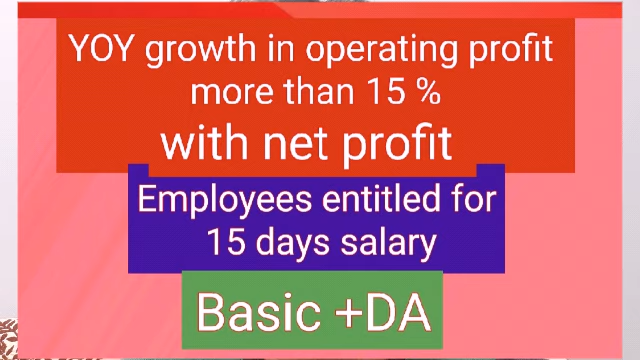 YOY growth in operating profit
more than 15 %
with net profit
Employees entitled for
15 days salary
Basic +DA